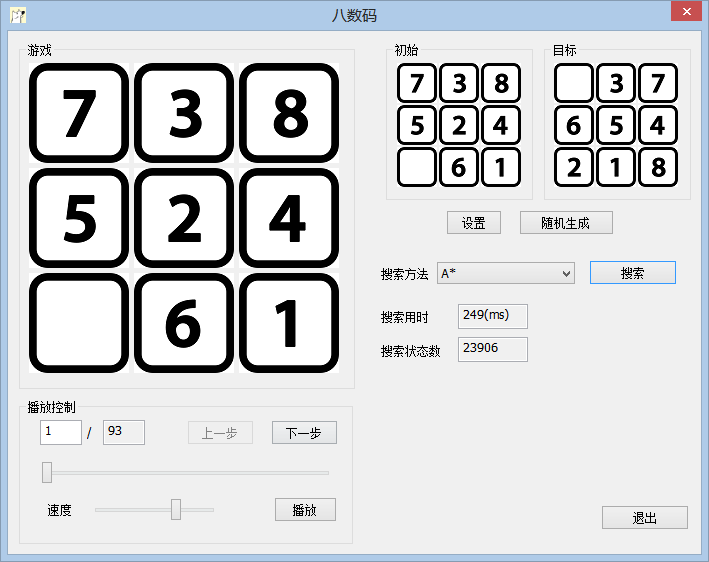 八数码
游戏
7 3 8
5 2 4
6 1
初始
7 3 8
5 2 4
6 1
目标
3 7
6 5 4
2 1 8
设置 随机生成
搜索方法 A* 搜索
搜索用时 249(ms)
搜索状态数 23906
播放控制
1 / 93 上一步 下一步
速度 播放
退出